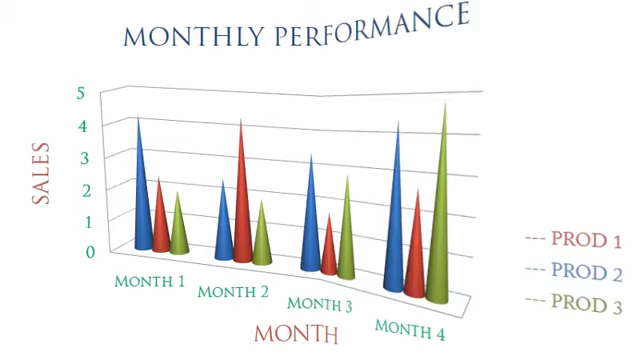 MONTHLY PERFORMANCE
5
4
3
2
1
0
SALES
MONTH 1
MONTH 2
MONTH 3
MONTH 4
MONTH
--- PROD 1
--- PROD 2
--- PROD 3